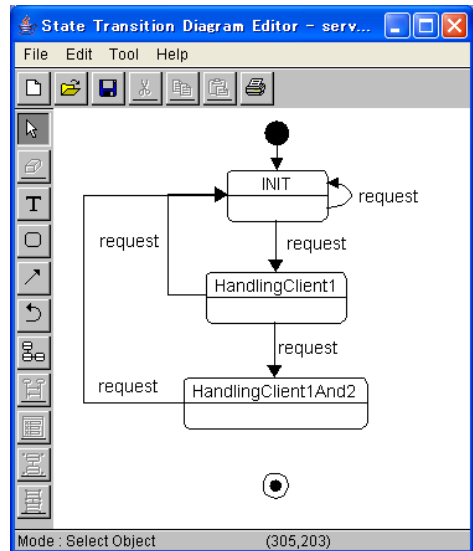 State Transition Diagram Editor - serv...
File Edit Tool Help
T
INIT
request
request
request
HandlingClient1
request
request
HandlingClient1And2
Mode : Select Object (305,203)